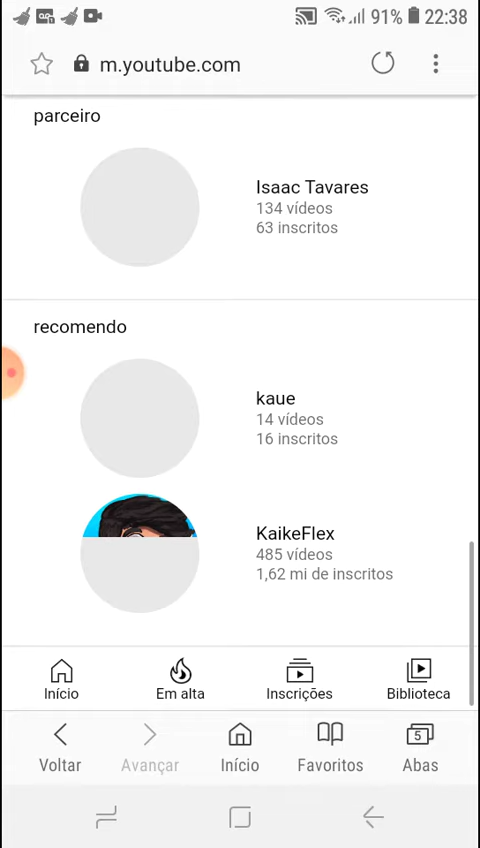 91% 22:38
m.youtube.com
parceiro
Isaac Tavares
134 vídeos
63 inscritos
recomendo
kaue
14 vídeos
16 inscritos
KaikeFlex
485 vídeos
1,62 mi de inscritos
Início Em alta Inscrições Biblioteca
5
Voltar Avançar Início Favoritos Abas